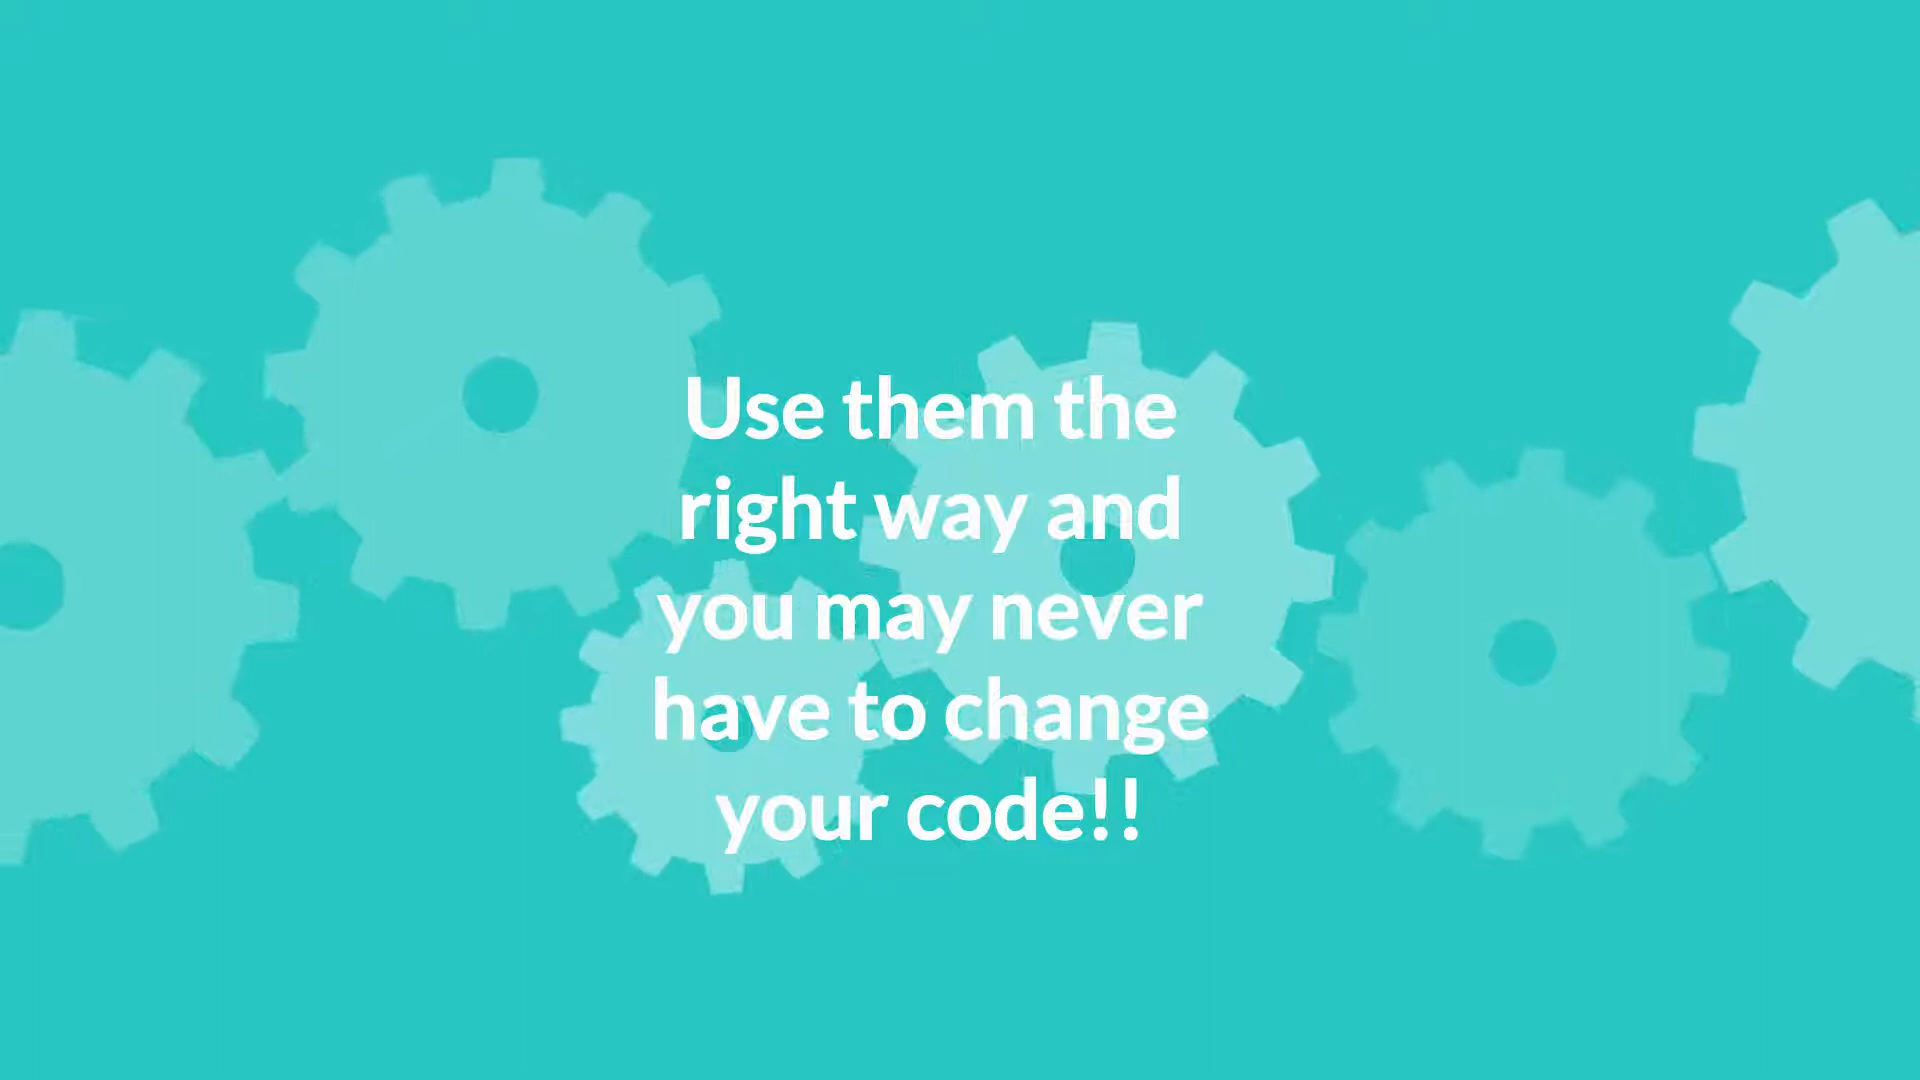 Use them the
right way and
you may never
have to change
your code!!